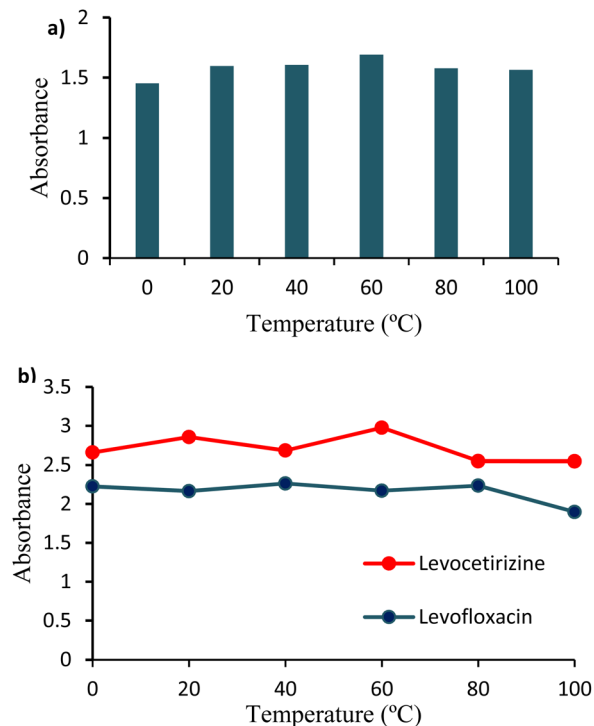 a)
2
1.5
1
0.5
0
Absorbance
0 20 40 60 80 100
Temperature (ºC)
b)
3.5
3
2.5
2
1.5
1
0.5
0
Absorbance
Levocetirizine
Levofloxacin
0 20 40 60 80 100
Temperature (ºC)